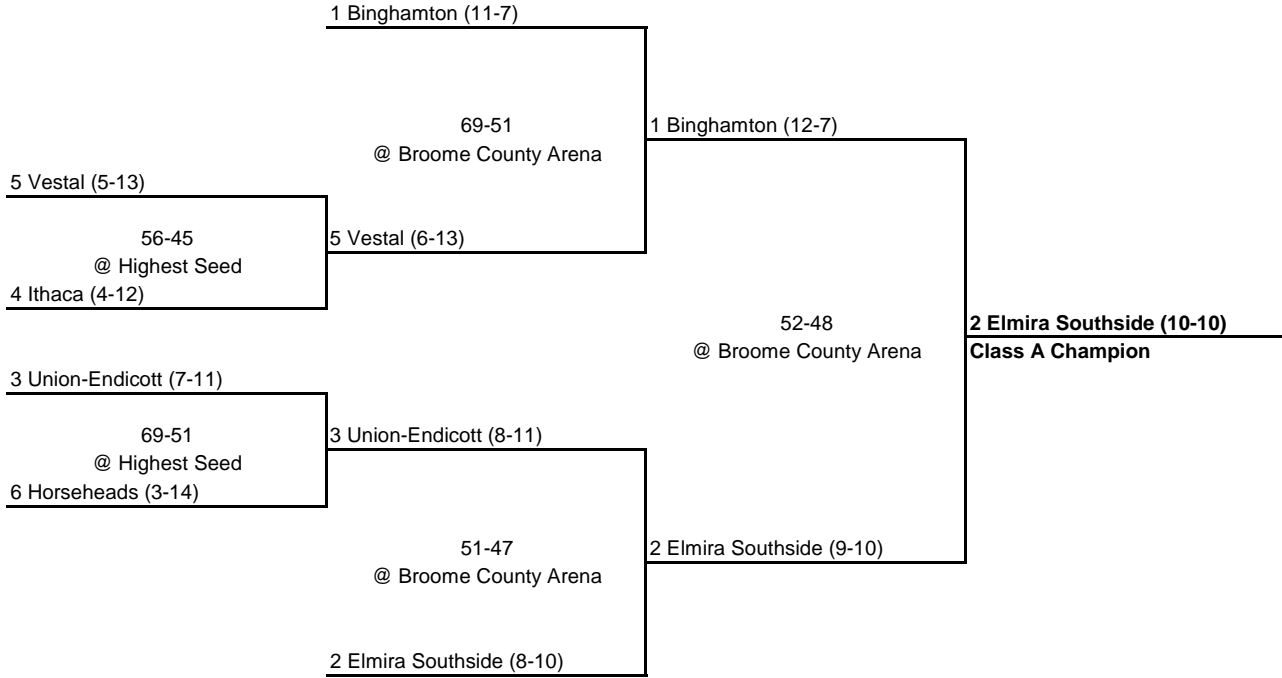 1 Binghamton (11-7)
69-51
@ Broome County Arena
1 Binghamton (12-7)
5 Vestal (5-13)
56-45
@ Highest Seed
5 Vestal (6-13)
4 Ithaca (4-12)
52-48
@ Broome County Arena
2 Elmira Southside (10-10)
Class A Champion
3 Union-Endicott (7-11)
69-51
@ Highest Seed
3 Union-Endicott (8-11)
6 Horseheads (3-14)
51-47
@ Broome County Arena
2 Elmira Southside (9-10)
2 Elmira Southside (8-10)